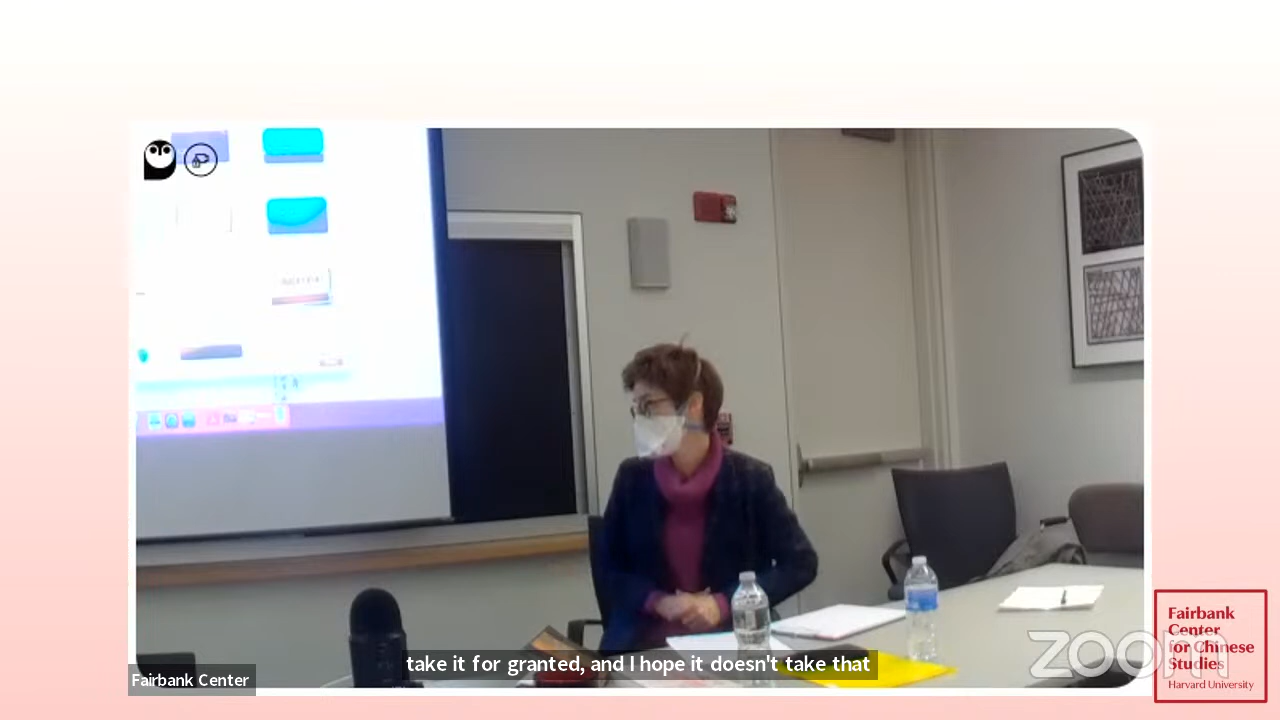 take it for granted, and I hope it doesn't take that
Fairbank Center
zoom
Fairbank
Center
for Chinese
Studies
Harvard University